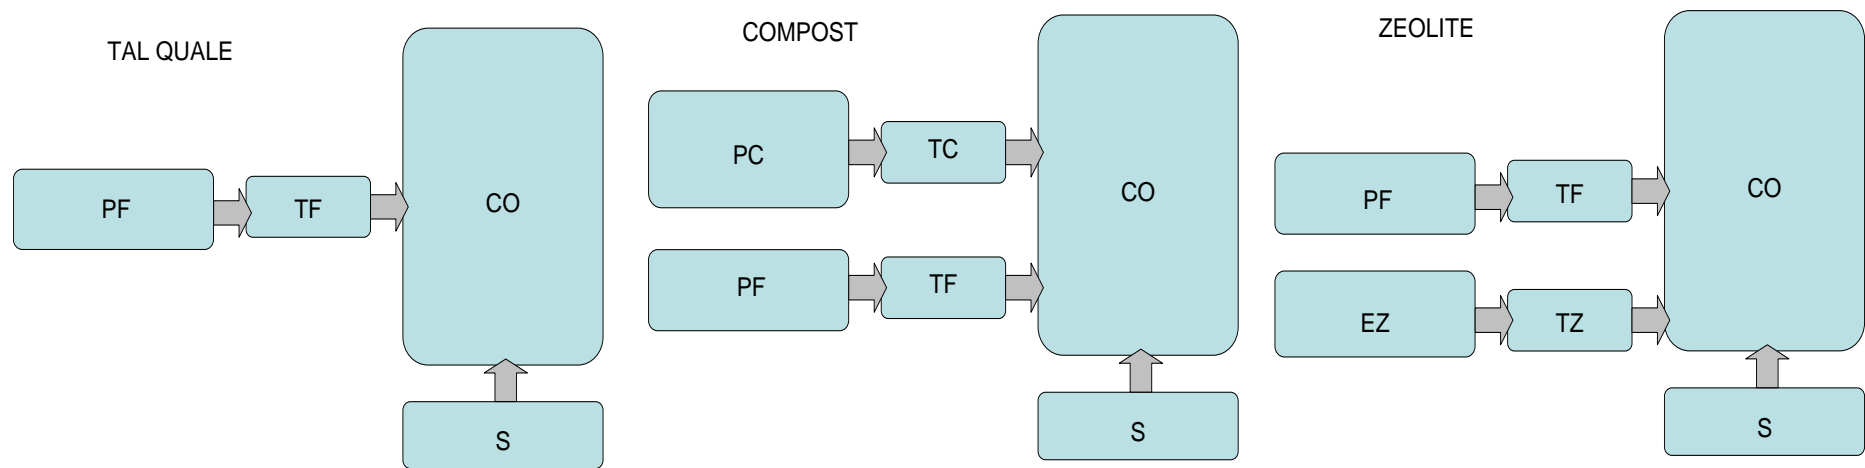 TAL QUALE
PF
TF
CO
S
COMPOST
PC
TC
PF
TF
CO
S
ZEOLITE
PF
TF
EZ
TZ
CO
S